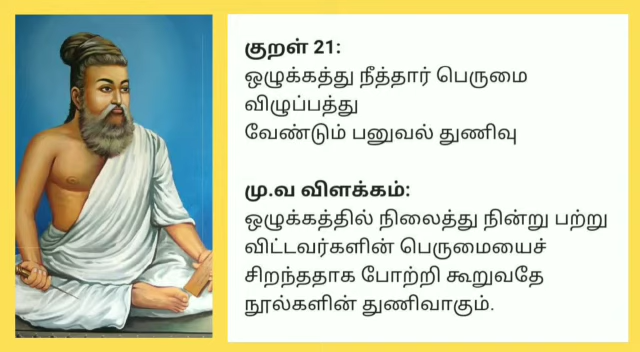 குறள் 21:
ஒழுக்கத்து நீத்தார் பெருமை
விழுப்பத்து
வேண்டும் பனுவல் துணிவு
மு.வ விளக்கம்:
ஒழுக்கத்தில் நிலைத்து நின்று பற்று
விட்டவர்களின் பெருமையைச்
சிறந்ததாக போற்றி கூறுவதே
நூல்களின் துணிவாகும்.